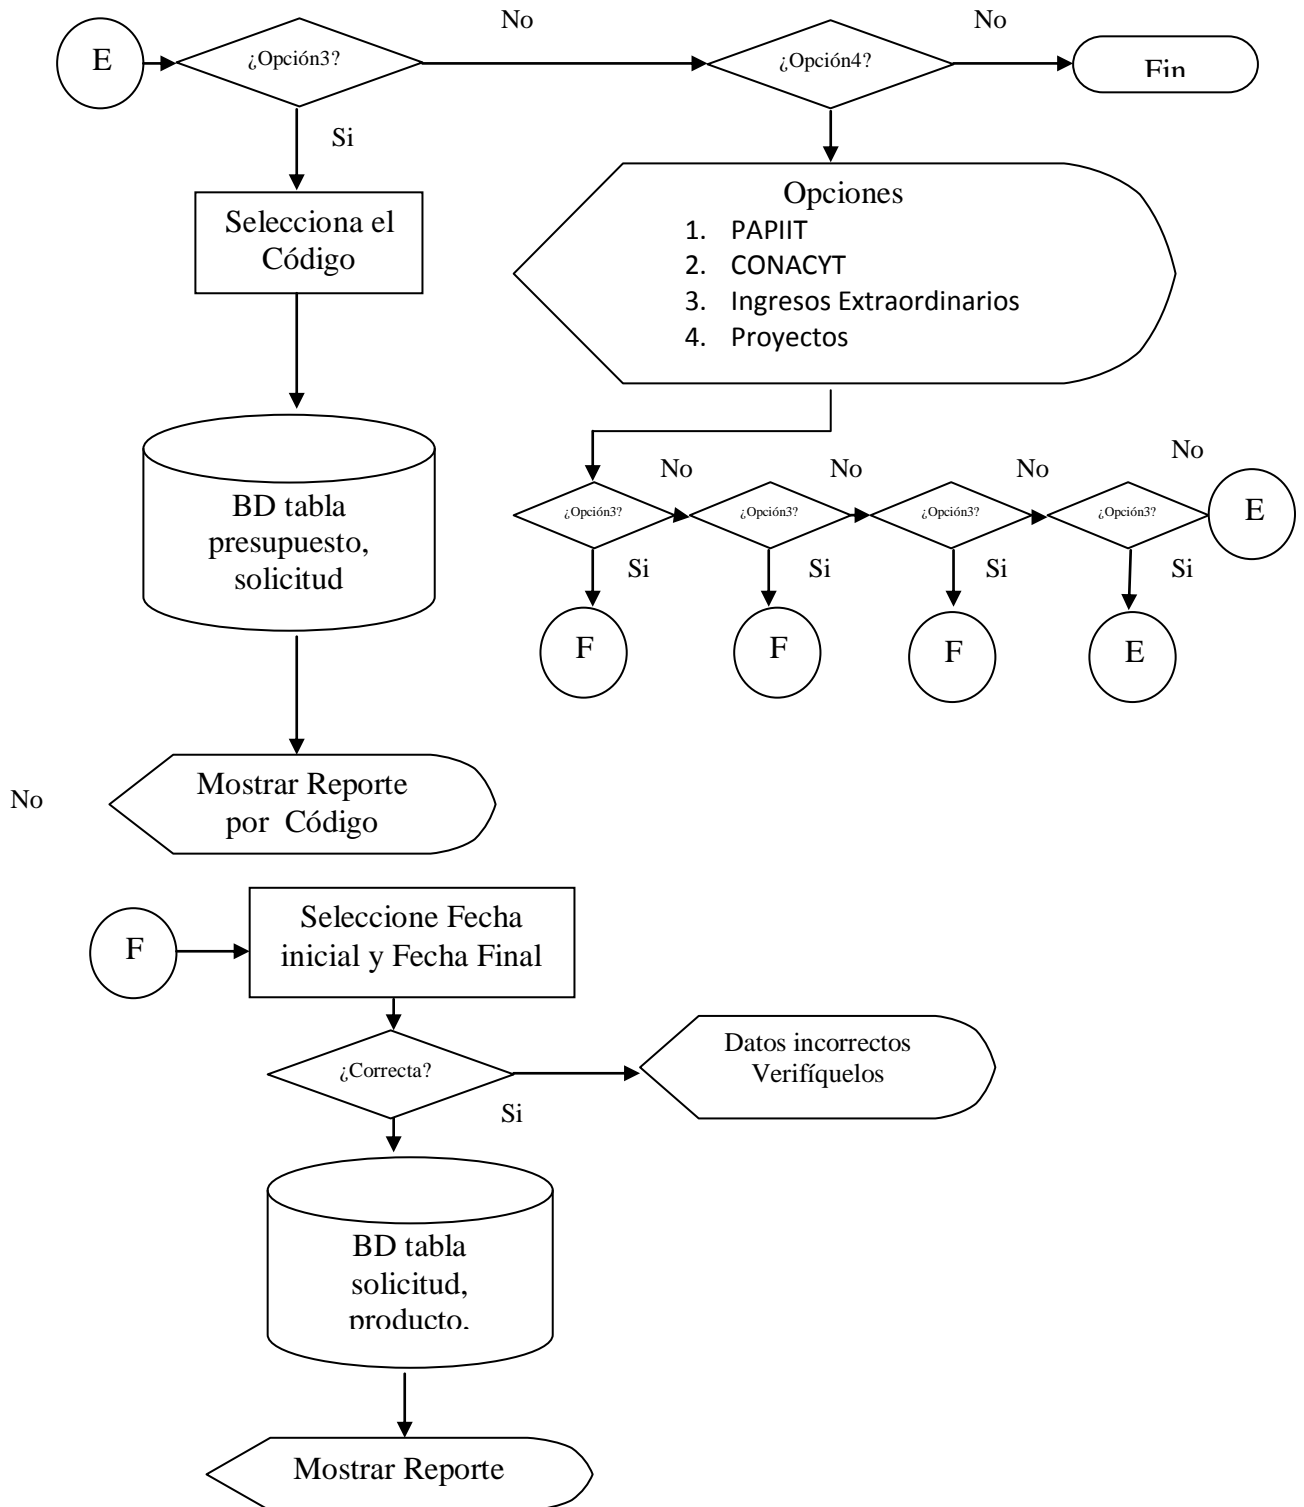 No
No
E
¿Opción3?
¿Opción4?
Fin
Si
Selecciona el
Código
Opciones
1. PAPIIT
2. CONACYT
3. Ingresos Extraordinarios
4. Proyectos
BD tabla
presupuesto,
solicitud
No
No
No
No
¿Opción3?
¿Opción3?
¿Opción3?
¿Opción3?
E
Si
Si
Si
Si
F
F
F
E
No
Mostrar Reporte
por Código
F
Seleccione Fecha
inicial y Fecha Final
¿Correcta?
Datos incorrectos
Verifíquelos
Si
BD tabla
solicitud,
producto,
Mostrar Reporte